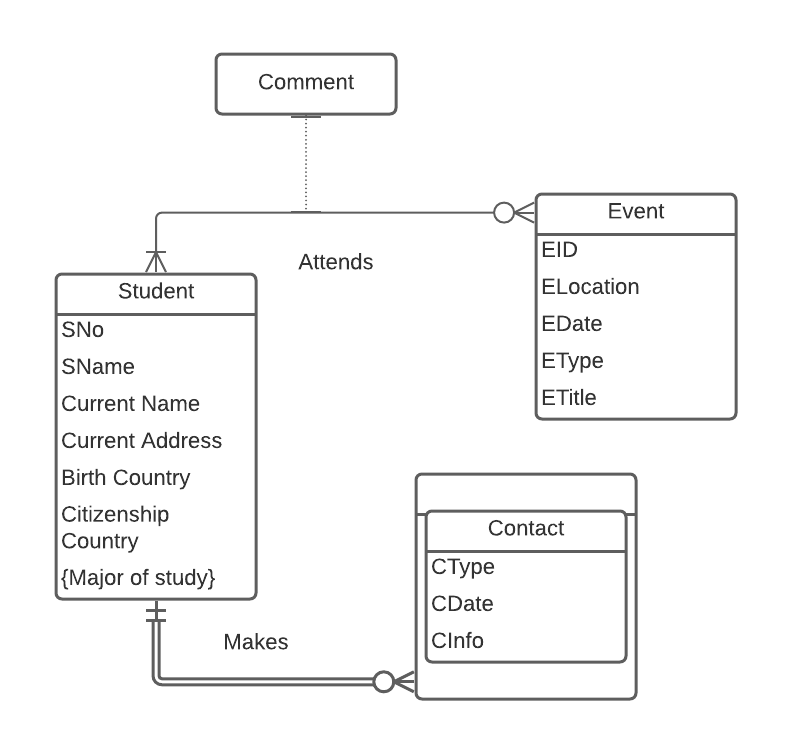 Comment
Event
EID
ELocation
EDate
EType
ETitle
Attends
Student
SNo
SName
Current Name
Current Address
Birth Country
Citizenship
Country
{Major of study}
Contact
CType
CDate
CInfo
Makes